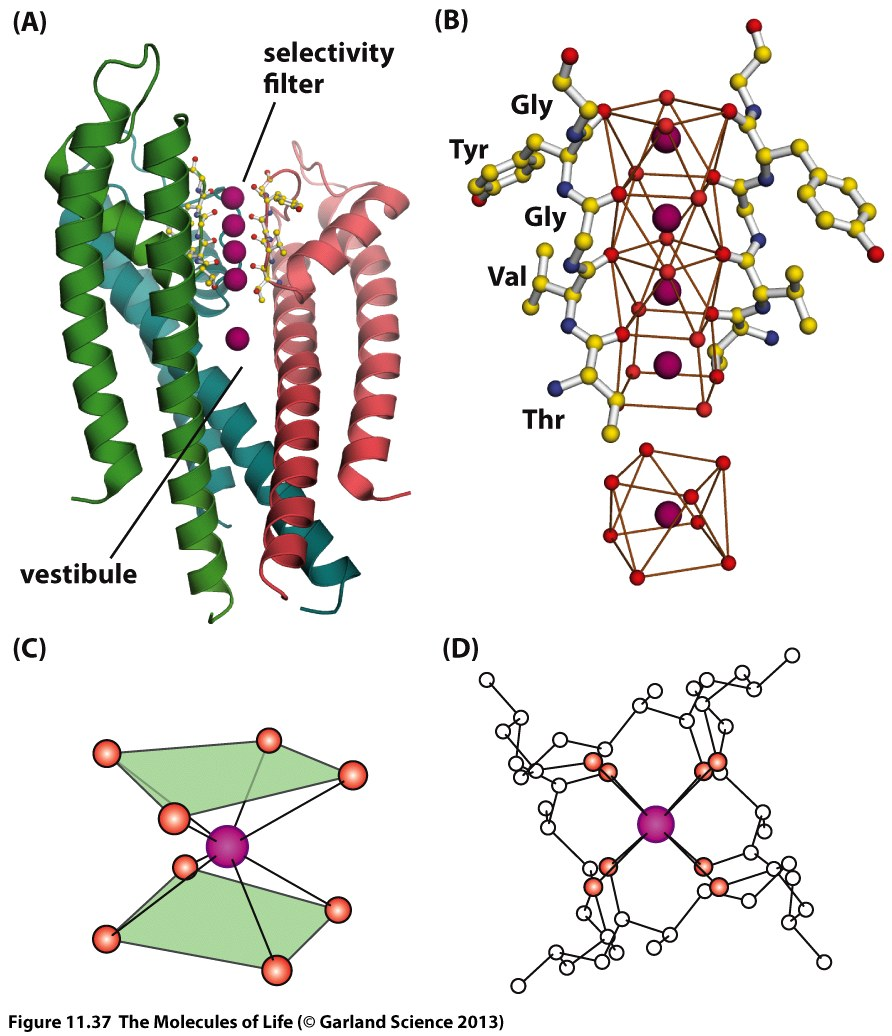 (A)
selectivity
filter
vestibule
(B)
Gly
Tyr
Gly
Val
Thr
(C)
(D)
Figure 11.37 The Molecules of Life (© Garland Science 2013)